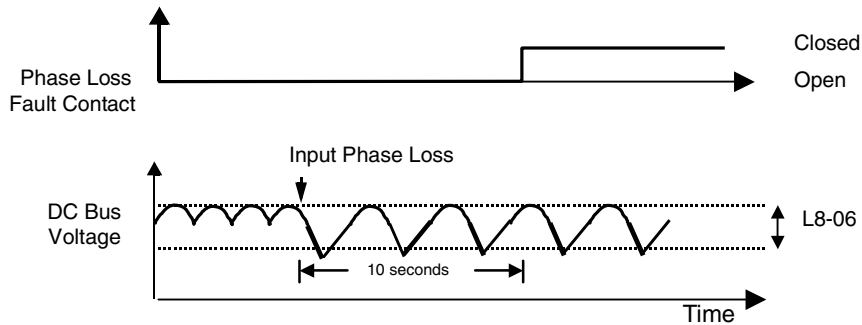 Closed
Phase Loss
Fault Contact
Open
Input Phase Loss
DC Bus
Voltage
L8-06
10 seconds
Time